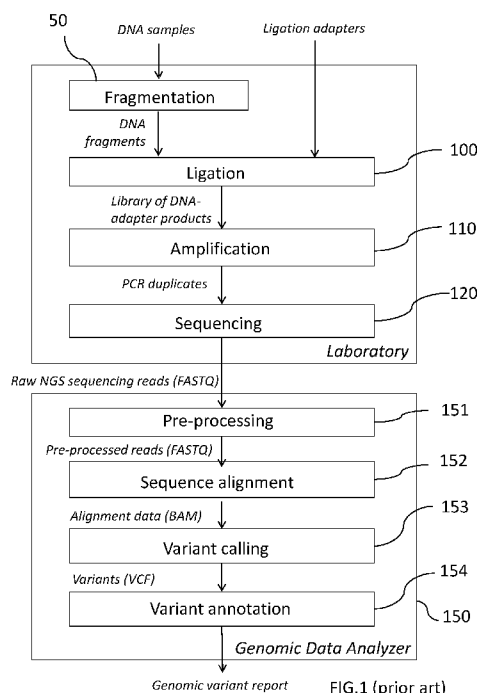 50
DNA samples
Ligation adapters
Fragmentation
DNA
fragments
100
Ligation
Library of DNA-
adapter products
110
Amplification
PCR duplicates
120
Sequencing
Laboratory
Raw NGS sequencing reads (FASTQ)
151
Pre-processing
Pre-processed reads (FASTQ)
152
Sequence alignment
Alignment data (BAM)
153
Variant calling
Variants (VCF)
154
Variant annotation
150
Genomic Data Analyzer
Genomic variant report
FIG.1 (prior art)